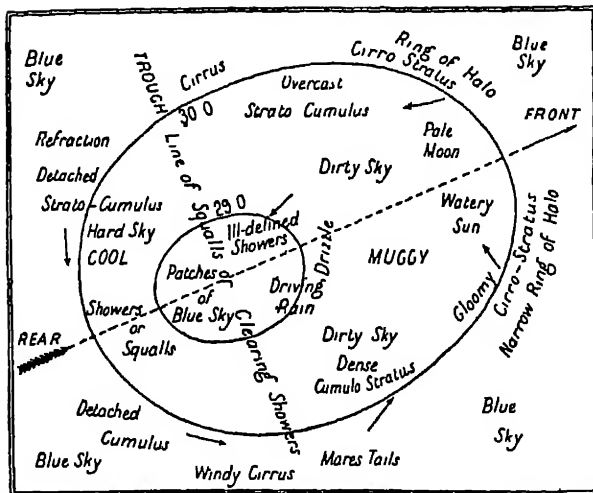 Blue
Sky
Cirrus
Ring of Halo
Cirro Stratus
Blue
Sky
TROUGH
30 0
Overcast
Strato Cumulus
FRONT
Refraction
Detached
Strato-Cumulus
Hard Sky
COOL
Line of Squalls or Clearing Showers
Dirty Sky
Pale
Moon
29 0
Ill-defined
Showers
Watery
Sun
Patches
of
Blue Sky
Driving
Rain
Drizzle
MUGGY
Gloomy
Cirro-Stratus
Narrow Ring of Halo
Showers
or
Squalls
REAR
Dirty Sky
Dense
Cumulo Stratus
Detached
Cumulus
Blue Sky
Windy Cirrus
Mares Tails
Blue
Sky